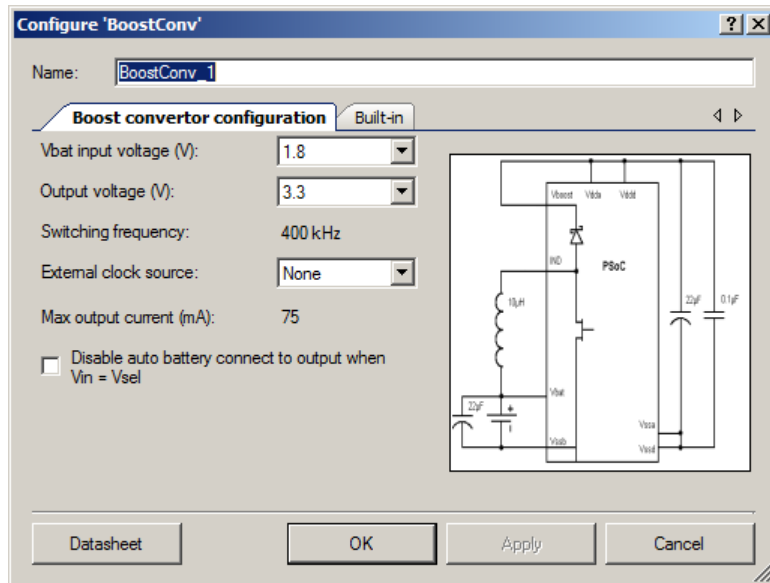 Configure 'BoostConv'
Name: BoostConv_1
Boost convertor configuration Built-in
Vbat input voltage (V): 1.8
Output voltage (V): 3.3
Switching frequency: 400 kHz
External clock source: None
Max output current (mA): 75
Disable auto battery connect to output when
Vin = Vsel
Vboost Vdda Vddd
IND
PSoC
10µH
22µF 0.1µF
Vbat
22µF
Vssa
Vssb Vssd
Datasheet OK Apply Cancel